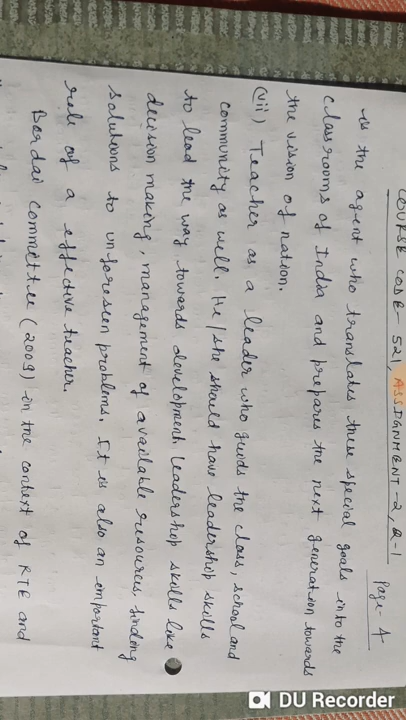 COURSE CODE- 521, ASSIGNMENT-2, Q-1
Page-4
is the agent who translates these special goals into the
classrooms of India and prepares the next generation towards
the vision of nation.
(vii) Teacher as a leader who guids the class, school and
community as well. He/she should have leadership skills
to lead the way towards development leadership skills like
decision making, management of available resources, finding
solutions to unforeseen problems. It is also an important
role of a effective teacher.
Bordai committee (2009) in the context of RTE and
DU Recorder